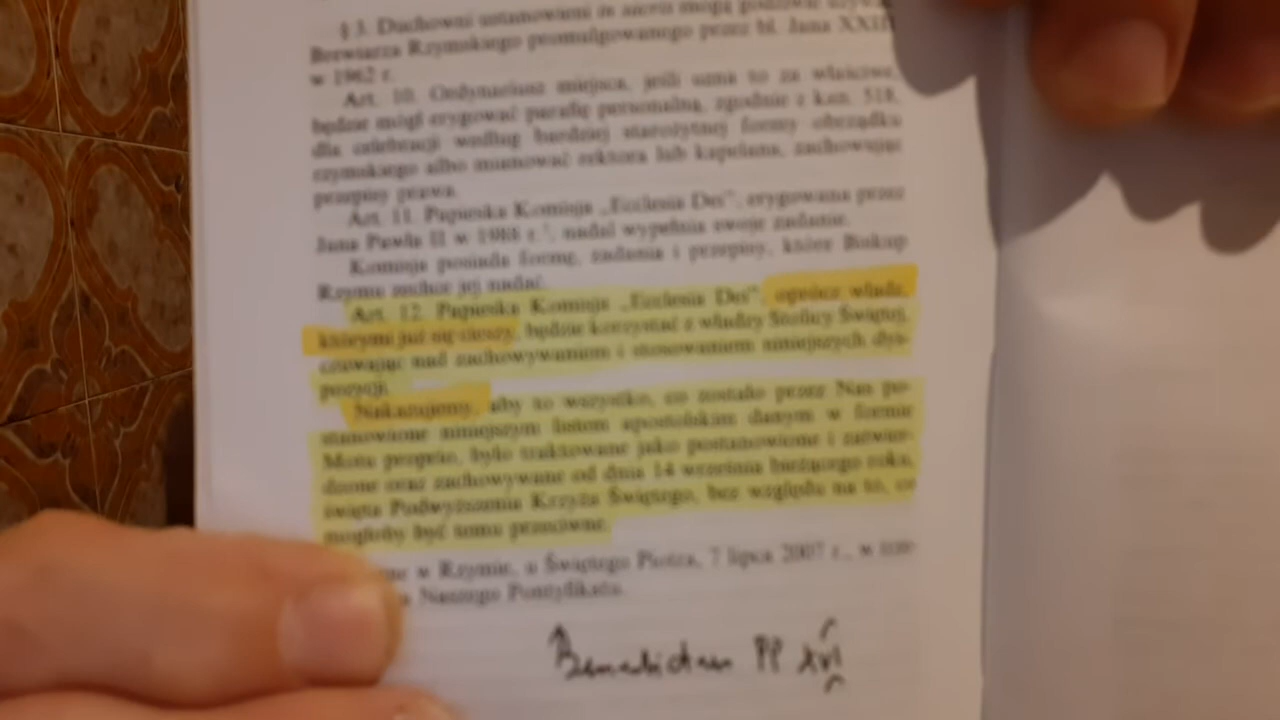 § 3. Duchowni ustanowieni in sacris mogą godziwie używać
Brewiarza Rzymskiego promulgowanego przez bł. Jana XXIII
w 1962 r.
Art. 10. Ordynariusz miejsca, jeśli uzna to za właściwe,
będzie mógł erygować parafię personalną, zgodnie z kan. 518,
dla celebracji według bardziej starożytnej formy obrządku
rzymskiego albo mianować rektora lub kapelana, zachowując
przepisy prawa.
Art. 11. Papieska Komisja „Ecclesia Dei”, erygowana przez
Jana Pawła II w 1988 r.⁵, nadal wypełnia swoje zadanie.
Komisja posiada formę, zadania i przepisy, które Biskup
Rzymu zechce jej nadać.
Art. 12. Papieska Komisja „Ecclesia Dei”, oprócz władz,
którymi już się cieszy, będzie korzystać z władzy Stolicy Świętej,
czuwając nad zachowywaniem i stosowaniem niniejszych dys-
pozycji.
Nakazujemy, aby to wszystko, co zostało przez Nas po-
stanowione niniejszym listem apostolskim danym w formie
Motu proprio, było traktowane jako postanowione i zatwier-
dzone oraz zachowywane od dnia 14 września bieżącego roku,
święta Podwyższenia Krzyża Świętego, bez względu na to, co
mogłoby być temu przeciwne.
w Rzymie, u Świętego Piotra, 7 lipca 2007 r., w trze-
Naszego Pontyfikatu.
Benedictus PP XVI